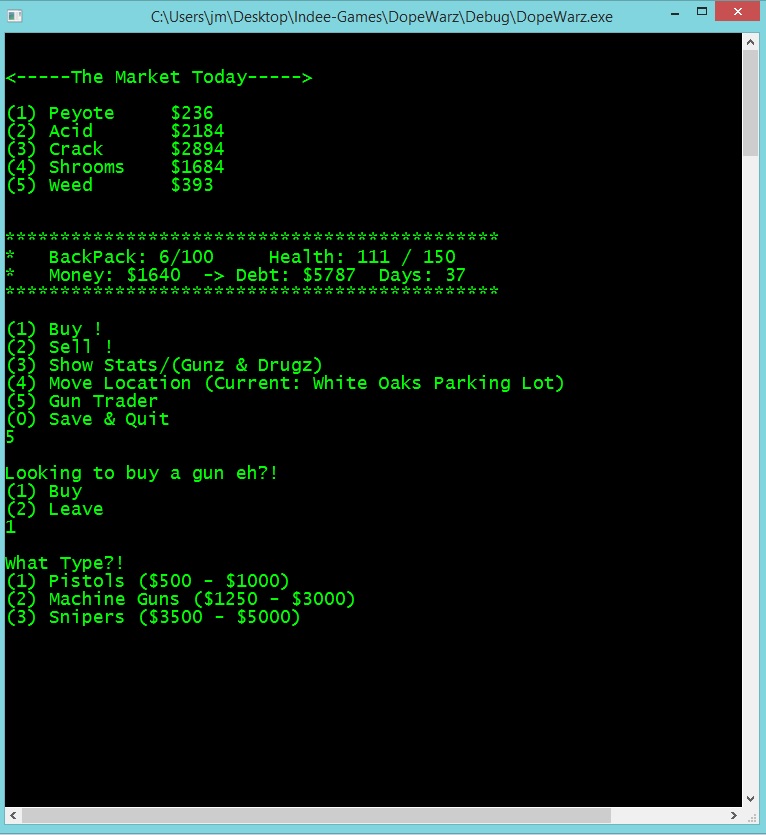 C:\Users\jm\Desktop\Indee-Games\DopeWarz\Debug\DopeWarz.exe
<-----The Market Today----->
(1) Peyote $236
(2) Acid $2184
(3) Crack $2894
(4) Shrooms $1684
(5) Weed $393
*********************************************
* BackPack: 6/100 Health: 111 / 150
* Money: $1640 -> Debt: $5787 Days: 37
*********************************************
(1) Buy !
(2) Sell !
(3) Show Stats/(Gunz & Drugz)
(4) Move Location (Current: White Oaks Parking Lot)
(5) Gun Trader
(0) Save & Quit
5
Looking to buy a gun eh?!
(1) Buy
(2) Leave
1
What Type?!
(1) Pistols ($500 - $1000)
(2) Machine Guns ($1250 - $3000)
(3) Snipers ($3500 - $5000)